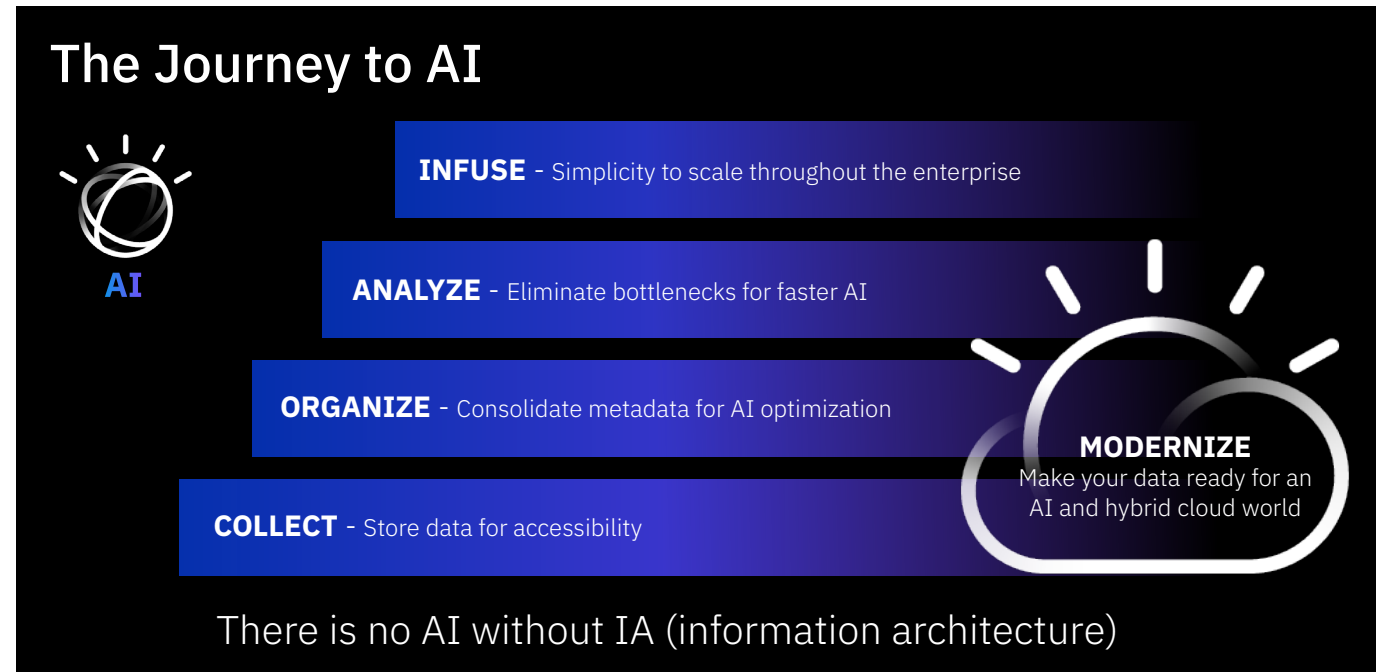 The Journey to AI
AI
INFUSE - Simplicity to scale throughout the enterprise
ANALYZE - Eliminate bottlenecks for faster AI
ORGANIZE - Consolidate metadata for AI optimization
COLLECT - Store data for accessibility
MODERNIZE
Make your data ready for an
AI and hybrid cloud world
There is no AI without IA (information architecture)